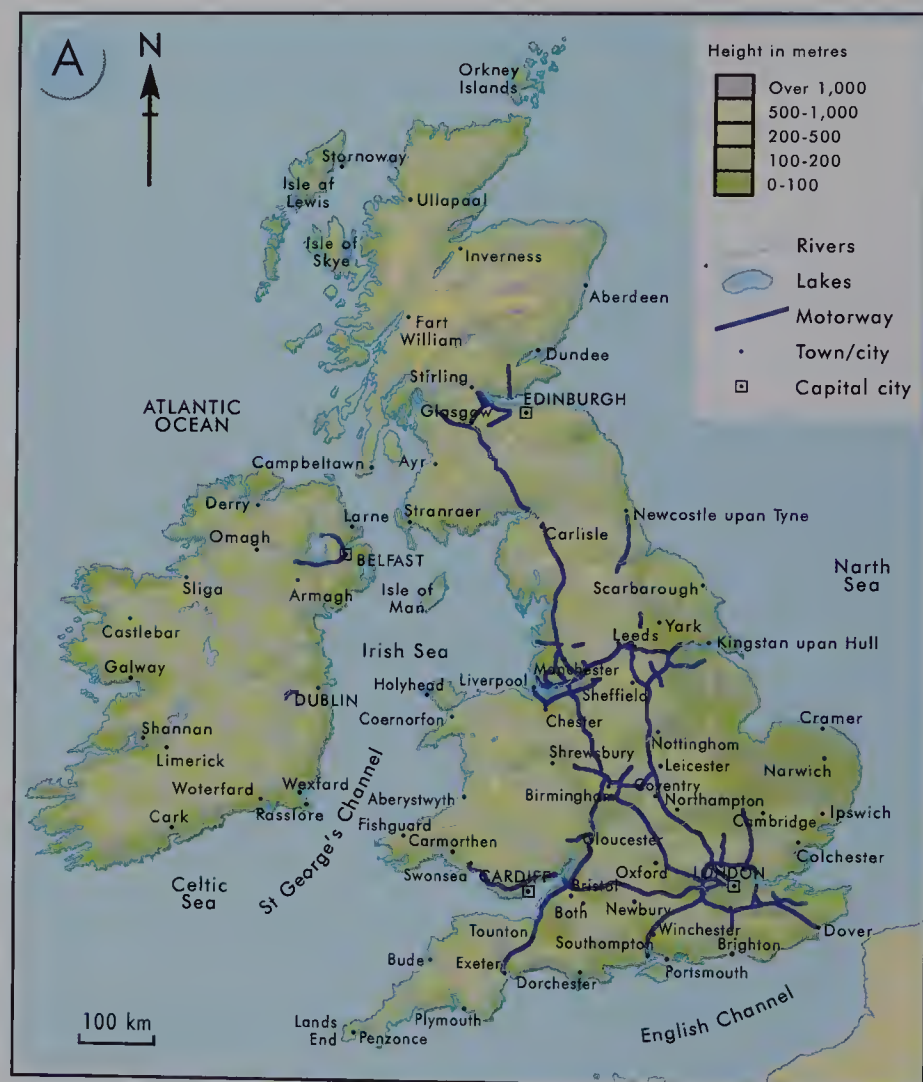 A
N
Orkney
Islands
Height in metres
Over 1,000
500-1,000
200-500
100-200
0-100
Rivers
Lakes
Motorway
Town/city
Capital city
Stornoway
Isle af
Lewis
Ullapaal
Isle of
Skye
Inverness
Aberdeen
Fart
William
Dundee
Stirling
EDINBURGH
Glasgow
ATLANTIC
OCEAN
Campbeltawn
Ayr
Derry
Larne
Stranraer
Newcastle upan Tyne
Omagh
Carlisle
BELFAST
Sliga
Armagh
Isle of
Man
Scarbarough
Narth
Sea
Castlebar
Yark
Leeds
Kingstan upan Hull
Irish Sea
Galway
Manchester
Holyhead
Liverpool
Sheffield
DUBLIN
Coernorfon
Chester
Cramer
Shannan
Nottingham
Limerick
Shrewsbury
Leicester
Narwich
Woterfard
Wexfard
Aberystwyth
Birmingham
Coventry
Northampton
Rasslore
Cark
Fishguard
Cambridge
Ipswich
St George's Channel
Carmorthen
Gloucester
Colchester
Celtic
Sea
Swonsea
CARDIFF
Oxford
LONDON
Bristol
Both
Newbury
Taunton
Winchester
Dover
Southompton
Brighton
Bude
Exeter
Portsmouth
Dorchester
100 km
Plymouth
Lands
End
Penzonce
English Channel